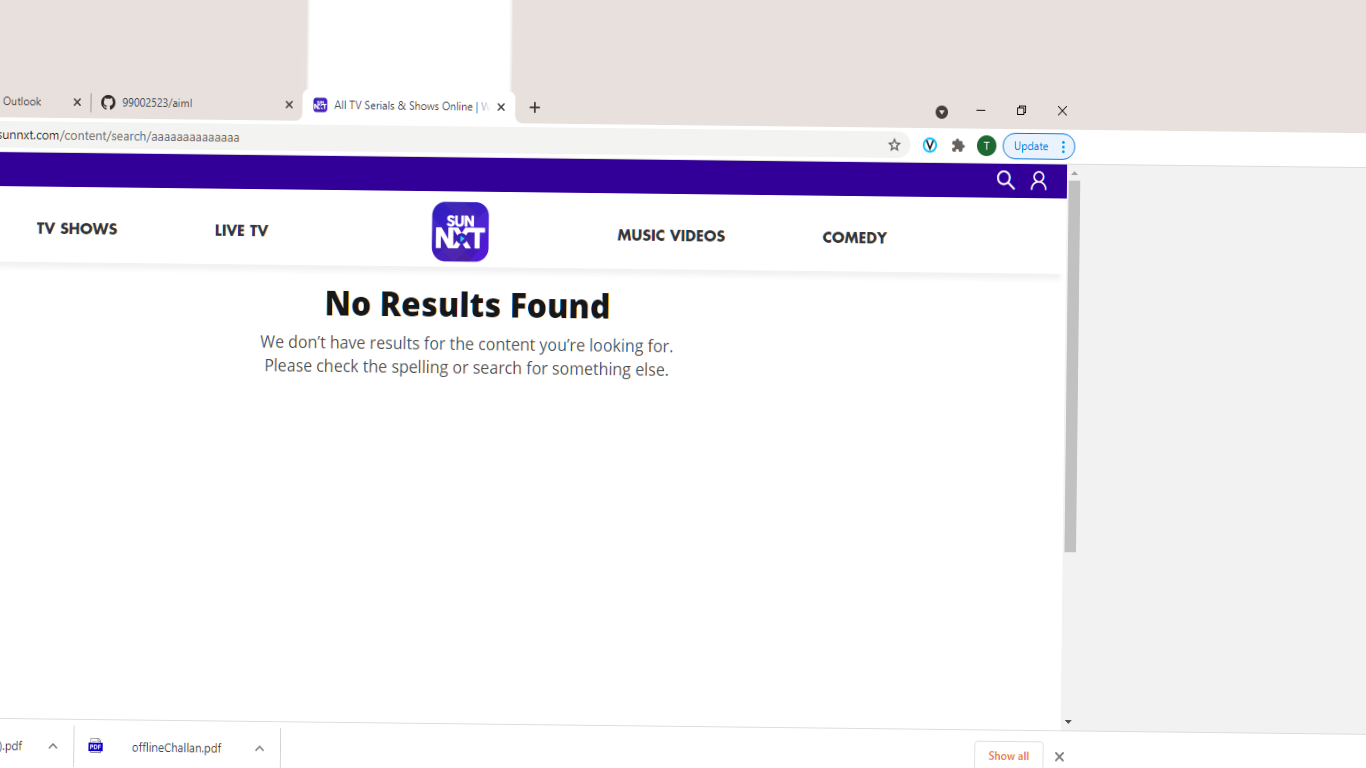 Outlook
99002523/aiml
All TV Serials & Shows Online |
sunnxt.com/content/search/aaaaaaaaaaaaaa
T
Update
TV SHOWS
LIVE TV
SUN
NXT
MUSIC VIDEOS
COMEDY
No Results Found
We don't have results for the content you're looking for.
Please check the spelling or search for something else.
).pdf
PDF
offlineChallan.pdf
Show all